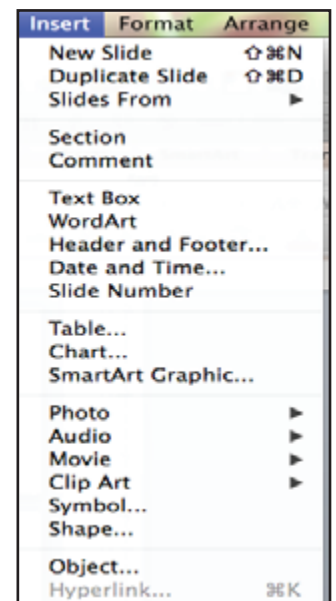 Insert Format Arrange
New Slide ⇧⌘N
Duplicate Slide ⇧⌘D
Slides From ▶
Section
Comment
Text Box
WordArt
Header and Footer...
Date and Time...
Slide Number
Table...
Chart...
SmartArt Graphic...
Photo ▶
Audio ▶
Movie ▶
Clip Art ▶
Symbol...
Shape...
Object...
Hyperlink... ⌘K